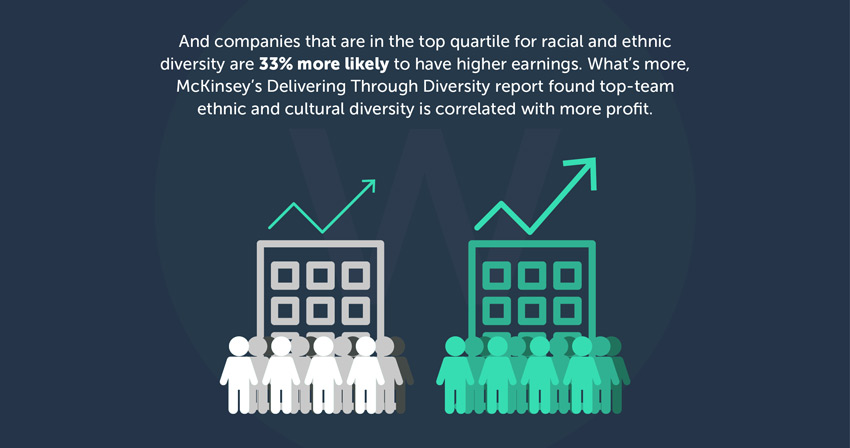 And companies that are in the top quartile for racial and ethnic
diversity are 33% more likely to have higher earnings. What's more,
McKinsey's Delivering Through Diversity report found top-team
ethnic and cultural diversity is correlated with more profit.
W